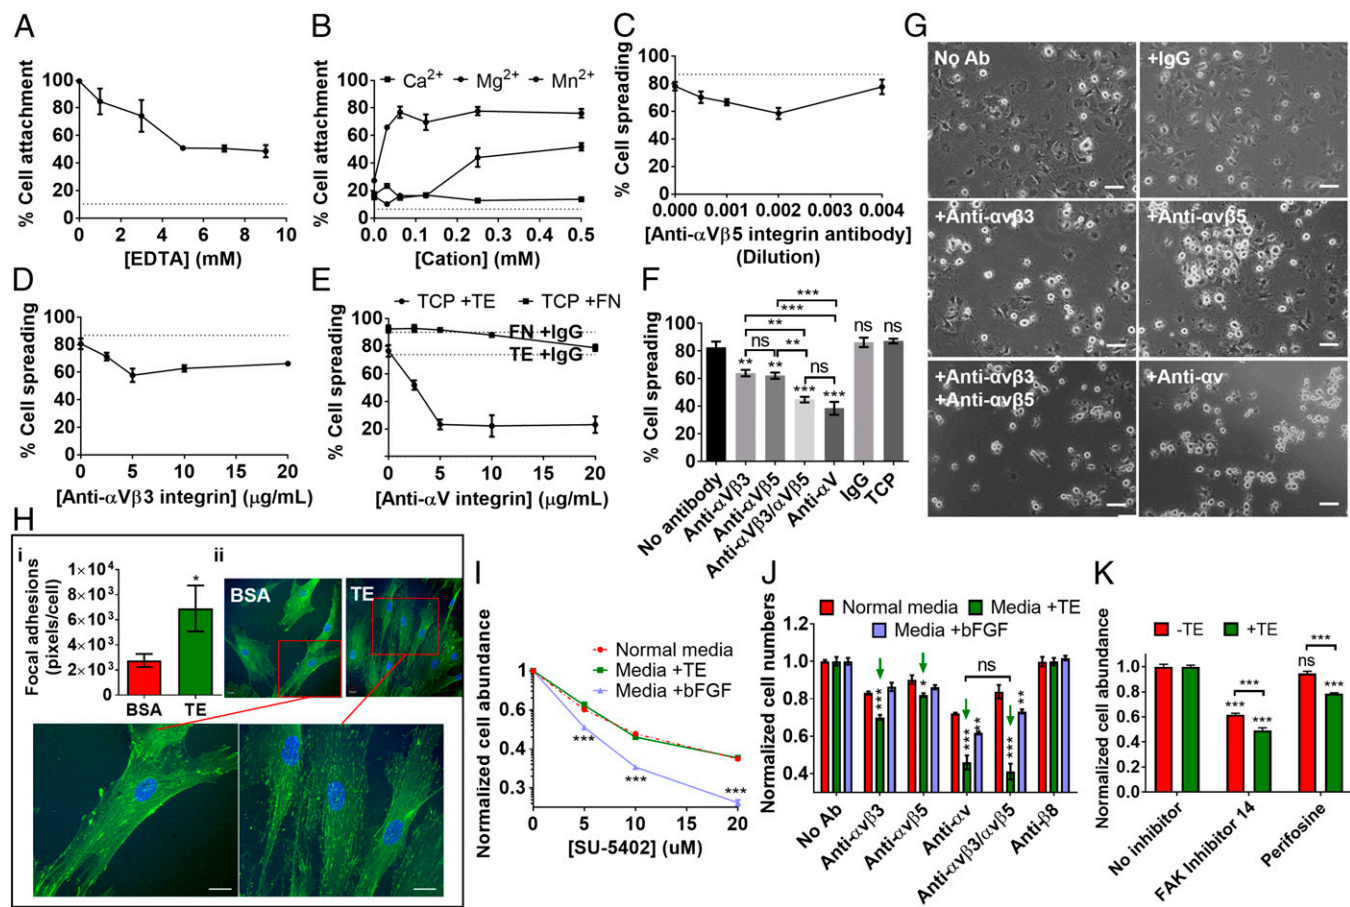 A
% Cell attachment
100
80
60
40
20
0
0 2 4 6 8 10
[EDTA] (mM)
B
Ca2+ Mg2+ Mn2+
% Cell attachment
100
80
60
40
20
0
0.0 0.1 0.2 0.3 0.4 0.5
[Cation] (mM)
C
% Cell spreading
100
80
60
40
20
0
0.000 0.001 0.002 0.003 0.004
[Anti-αVβ5 integrin antibody]
(Dilution)
D
% Cell spreading
100
80
60
40
20
0 5 10 15 20
[Anti-αVβ3 integrin] (μg/mL)
E
TCP +TE TCP +FN
% Cell spreading
100
80
60
40
20
FN +IgG
TE +IgG
0 5 10 15 20
[Anti-αV integrin] (μg/mL)
F
% Cell spreading
100
80
60
40
20
0
***
***
**
ns **
ns
** ** *** *** ns ns
No antibody
Anti-αVβ3
Anti-αVβ5
Anti-αVβ3/αVβ5
Anti-αV
IgG
TCP
G
No Ab
+IgG
+Anti-αvβ3
+Anti-αvβ5
+Anti-αvβ3
+Anti-αvβ5
+Anti-αv
H
i
Focal adhesions
(pixels/cell)
1×10⁴
8×10³
6×10³
4×10³
2×10³
0
*
BSA TE
ii
BSA
TE
I
Normalized cell abundance
1.0
0.6
0.4
0.3
Normal media
Media +TE
Media +bFGF
***
***
***
0 5 10 15 20
[SU-5402] (uM)
J
Normal media Media +TE
Media +bFGF
Normalized cell numbers
1.0
0.8
0.6
0.4
ns
***
*
***
**
***
**
No Ab
Anti-αvβ3
Anti-αvβ5
Anti-αv
Anti-αvβ3/αvβ5
Anti-β8
K
-TE +TE
Normalized cell abundance
1.0
0.8
0.6
0.4
0.2
0.0
***
*** ***
***
ns ***
No inhibitor
FAK Inhibitor 14
Perifosine